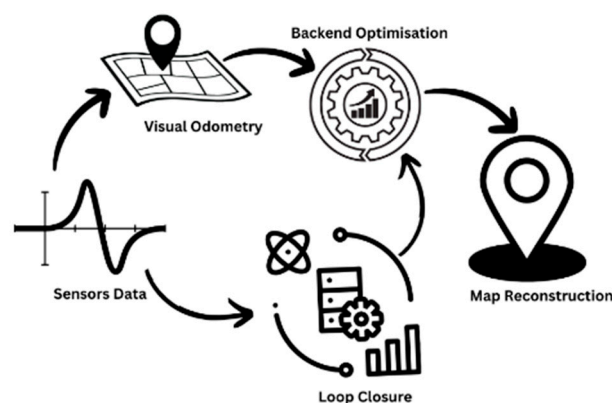 Backend Optimisation
Visual Odometry
Sensors Data
Map Reconstruction
Loop Closure